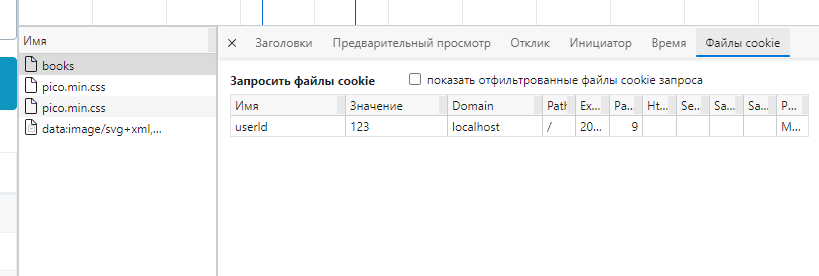 Имя
books
pico.min.css
pico.min.css
data:image/svg+xml,...
Заголовки Предварительный просмотр Отклик Инициатор Время Файлы cookie
Запросить файлы cookie показать отфильтрованные файлы cookie запроса
Имя Значение Domain Path Ex... Pa... Ht... Se... Sa... Sa... P...
userId 123 localhost / 20... 9 M...